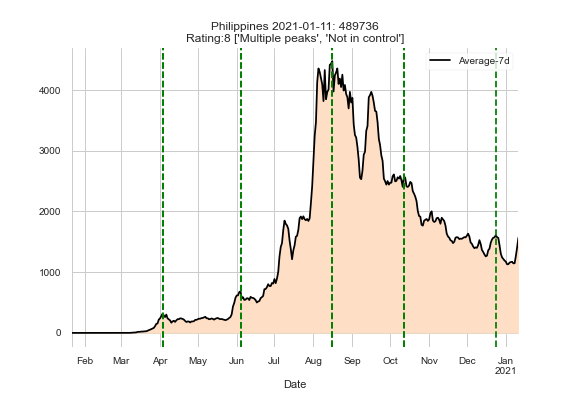 Philippines 2021-01-11: 489736
Rating:8 ['Multiple peaks', 'Not in control']
Average-7d
4000
3000
2000
1000
0
Feb Mar Apr May Jun Jul Aug Sep Oct Nov Dec Jan
2021
Date